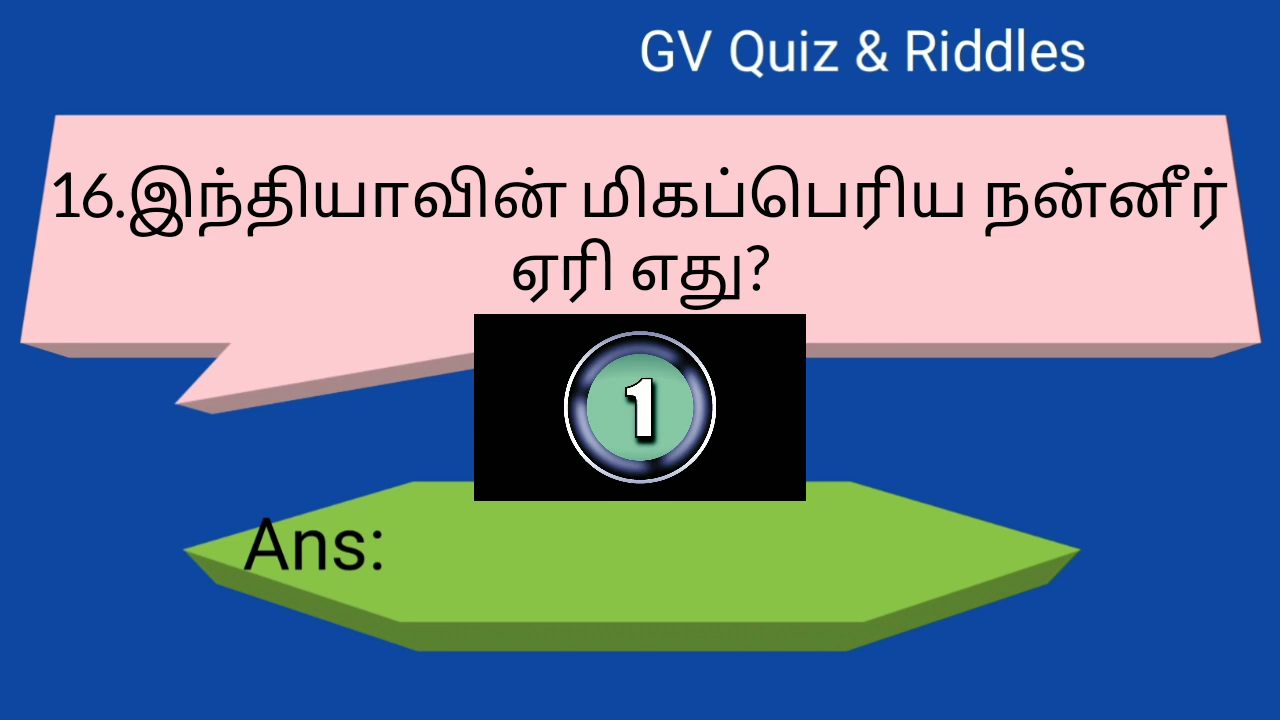 GV Quiz & Riddles
16.இந்தியாவின் மிகப்பெரிய நன்னீர்
ஏரி எது?
1
Ans: